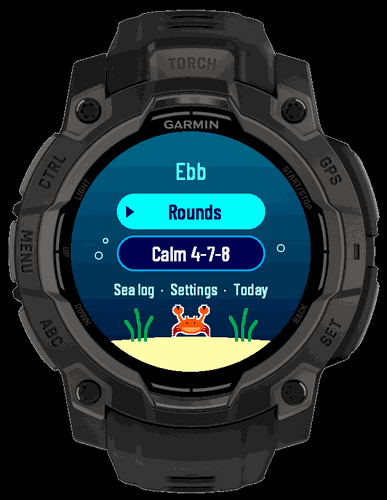 TORCH
GARMIN
CTRL
GPS
LIGHT
START/STOP
Ebb
Rounds
MENU
UP
Calm 4-7-8
Sea log · Settings · Today
ABC
DOWN
BACK
SET